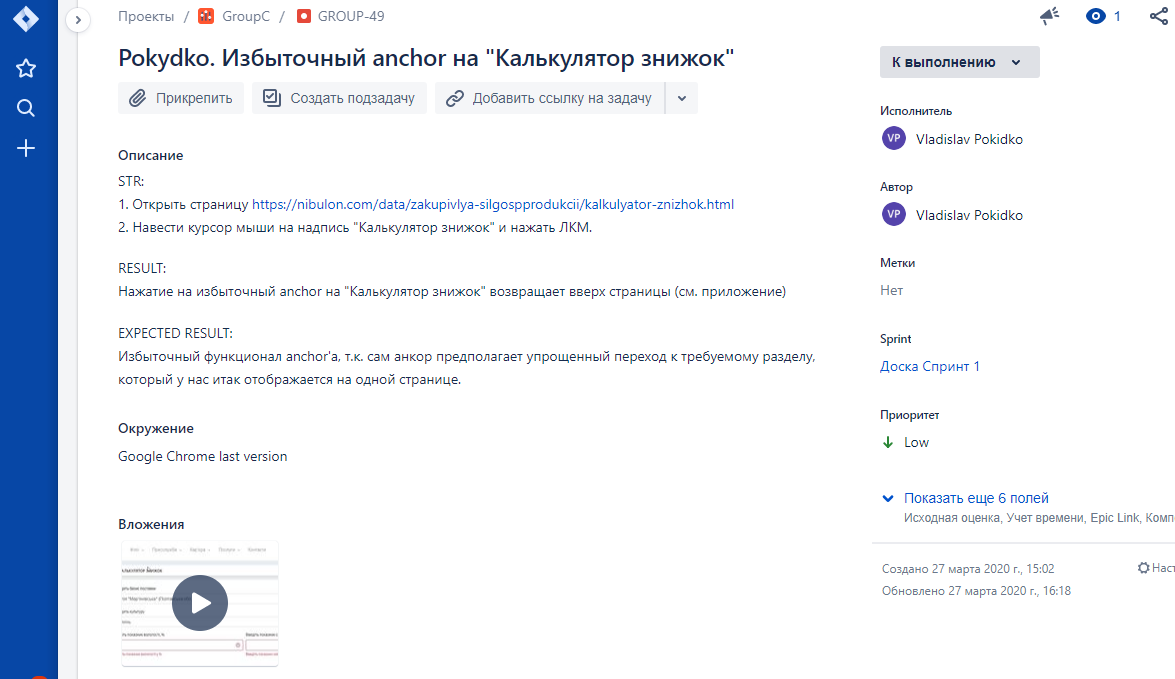 Проекты / GroupC / GROUP-49
1
Pokydko. Избыточный anchor на "Калькулятор знижок"
Прикрепить
Создать подзадачу
Добавить ссылку на задачу
Описание
STR:
1. Открыть страницу https://nibulon.com/data/zakupivlya-silgospprodukcii/kalkulyator-znizhok.html
2. Навести курсор мыши на надпись "Калькулятор знижок" и нажать ЛКМ.
RESULT:
Нажатие на избыточный anchor на "Калькулятор знижок" возвращает вверх страницы (см. приложение)
EXPECTED RESULT:
Избыточный функционал anchor'а, т.к. сам анкор предполагает упрощенный переход к требуемому разделу,
который у нас итак отображается на одной странице.
Окружение
Google Chrome last version
Вложения
К выполнению
Исполнитель
VP
Vladislav Pokidko
Автор
VP
Vladislav Pokidko
Метки
Нет
Sprint
Доска Спринт 1
Приоритет
Low
Показать еще 6 полей
Исходная оценка, Учет времени, Epic Link, Комп
Создано 27 марта 2020 г., 15:02
Наст
Обновлено 27 марта 2020 г., 16:18